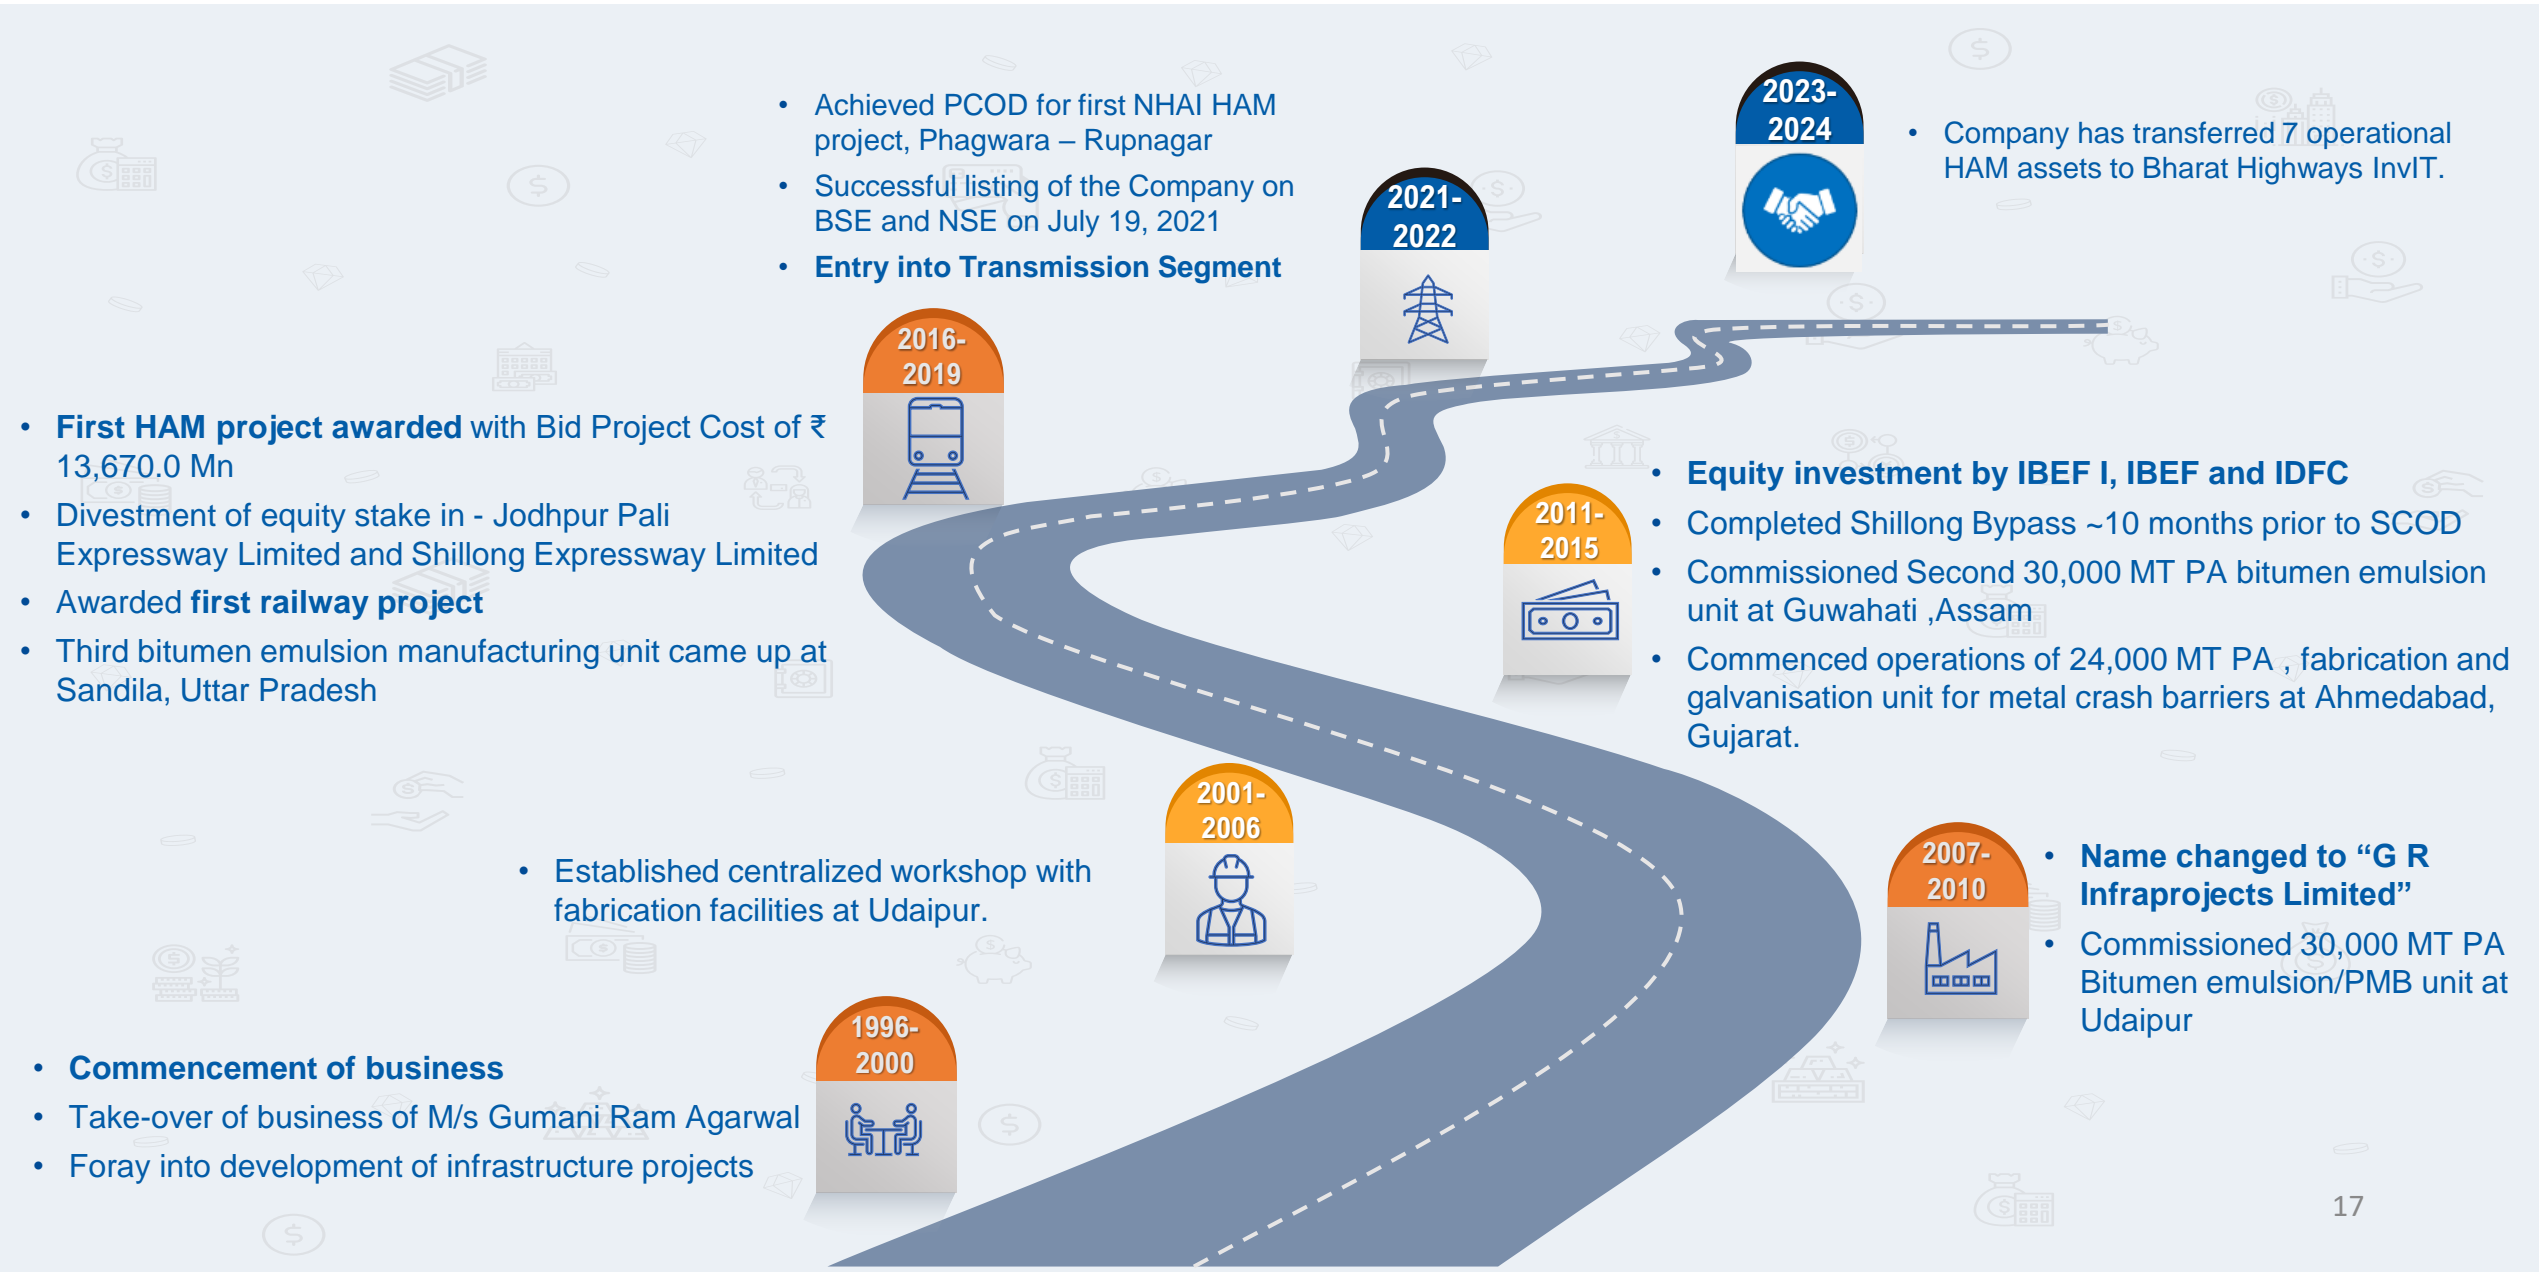 2023-
2024
• Company has transferred 7 operational
HAM assets to Bharat Highways InvIT.
• Achieved PCOD for first NHAI HAM
project, Phagwara – Rupnagar
• Successful listing of the Company on
BSE and NSE on July 19, 2021
• Entry into Transmission Segment
2021-
2022
2016-
2019
• First HAM project awarded with Bid Project Cost of ₹
13,670.0 Mn
• Divestment of equity stake in - Jodhpur Pali
Expressway Limited and Shillong Expressway Limited
• Awarded first railway project
• Third bitumen emulsion manufacturing unit came up at
Sandila, Uttar Pradesh
2011-
2015
• Equity investment by IBEF I, IBEF and IDFC
• Completed Shillong Bypass ~10 months prior to SCOD
• Commissioned Second 30,000 MT PA bitumen emulsion
unit at Guwahati ,Assam
• Commenced operations of 24,000 MT PA , fabrication and
galvanisation unit for metal crash barriers at Ahmedabad,
Gujarat.
2001-
2006
• Established centralized workshop with
fabrication facilities at Udaipur.
2007-
2010
• Name changed to “G R
Infraprojects Limited”
• Commissioned 30,000 MT PA
Bitumen emulsion/PMB unit at
Udaipur
1996-
2000
• Commencement of business
• Take-over of business of M/s Gumani Ram Agarwal
• Foray into development of infrastructure projects
17